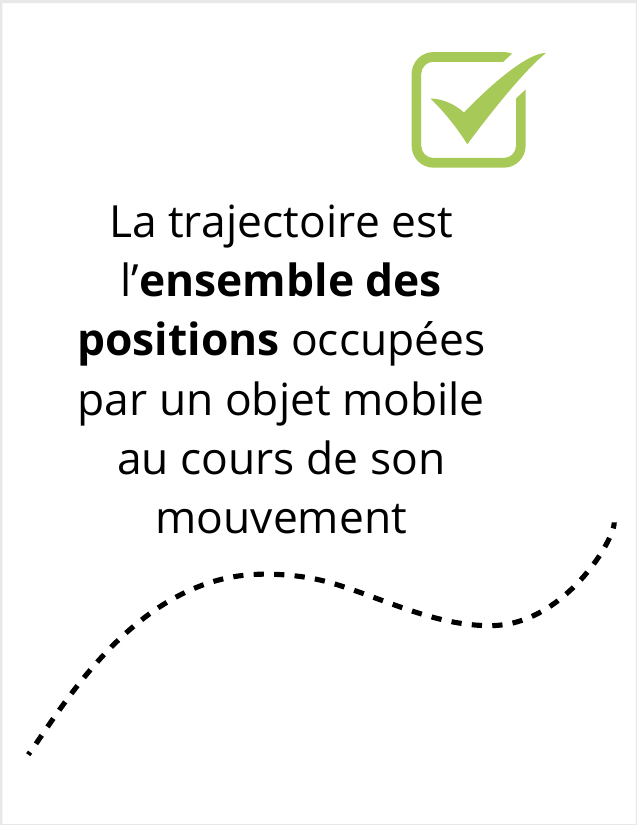 La trajectoire est
l’ensemble des
positions occupées
par un objet mobile
au cours de son
mouvement